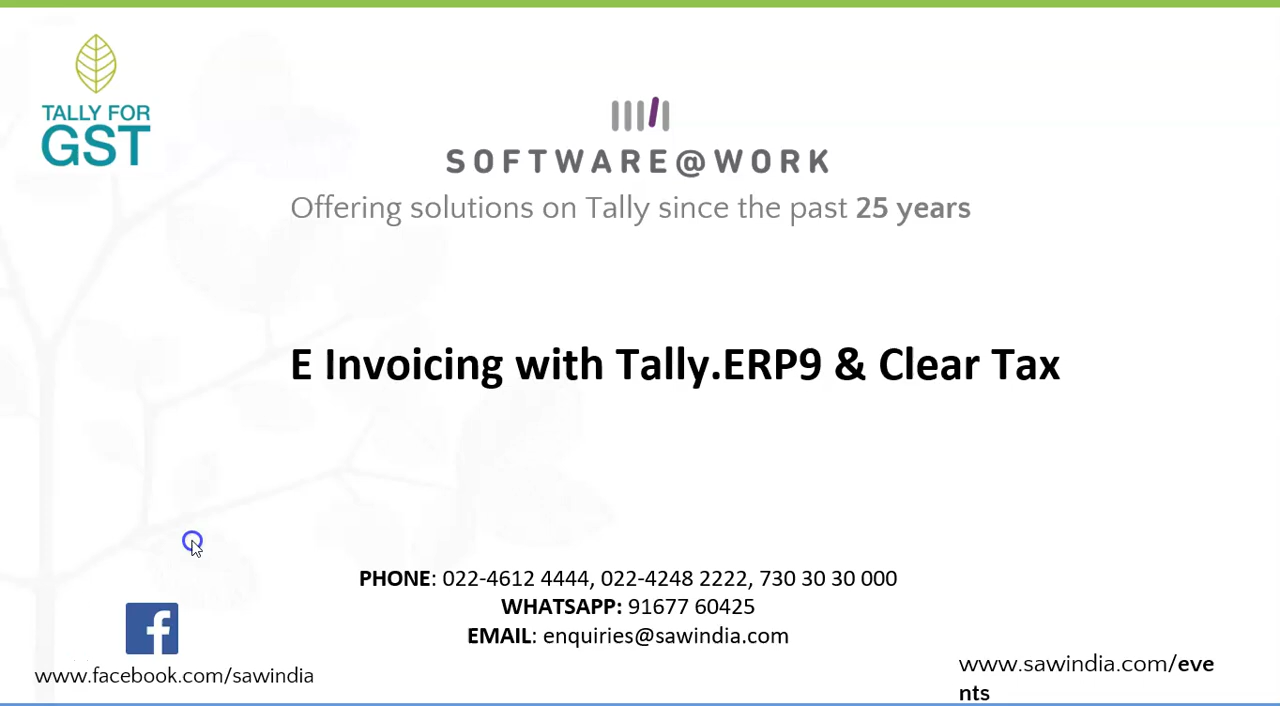 TALLY FOR
GST
SOFTWARE@WORK
Offering solutions on Tally since the past 25 years
E Invoicing with Tally.ERP9 & Clear Tax
PHONE: 022-4612 4444, 022-4248 2222, 730 30 30 000
WHATSAPP: 91677 60425
EMAIL: enquiries@sawindia.com
f
www.facebook.com/sawindia
www.sawindia.com/eve
nts